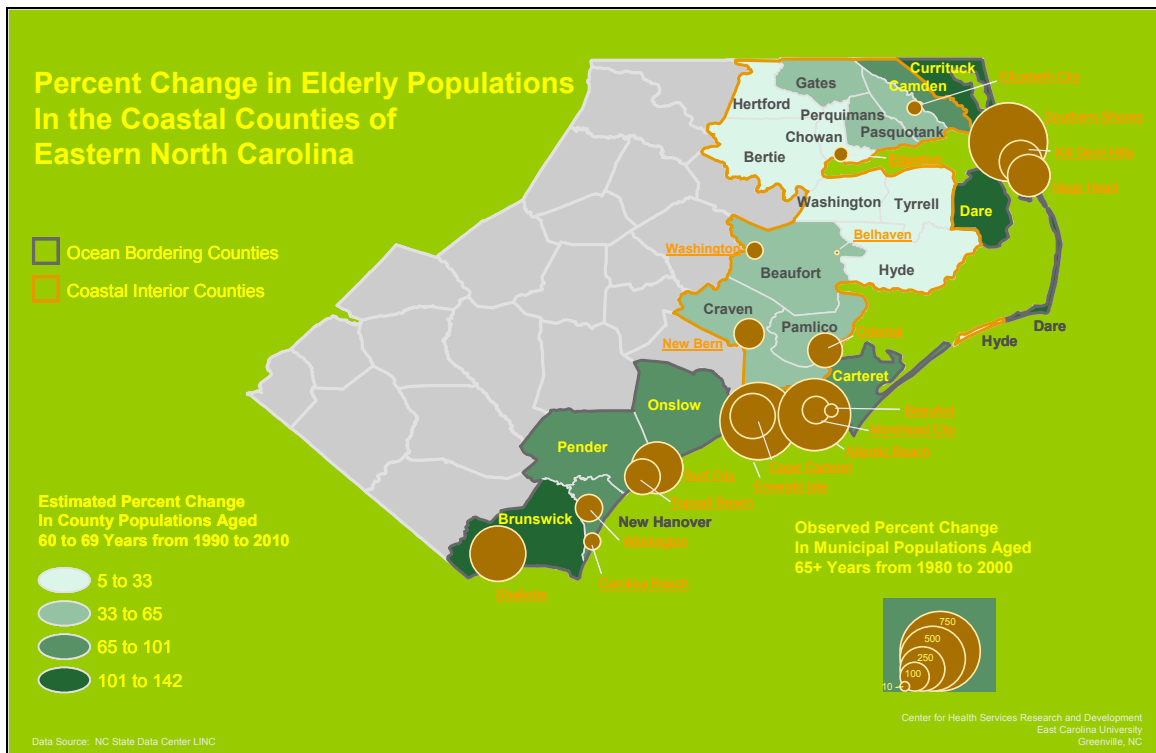 Percent Change in Elderly Populations
In the Coastal Counties of
Eastern North Carolina
Ocean Bordering Counties
Coastal Interior Counties
Currituck
Camden
Elizabeth City
Gates
Hertford
Perquimans
Pasquotank
Chowan
Bertie
Edenton
Southern Shores
Kill Devil Hills
Nags Head
Washington
Tyrrell
Dare
Washington
Belhaven
Beaufort
Hyde
Craven
Pamlico
New Bern
Oriental
Dare
Hyde
Carteret
Onslow
Beaufort
Morehead City
Atlantic Beach
Cape Carteret
Emerald Isle
Pender
Surf City
Topsail Beach
Brunswick
New Hanover
Wilmington
Carolina Beach
Shallotte
Estimated Percent Change
In County Populations Aged
60 to 69 Years from 1990 to 2010
5 to 33
33 to 65
65 to 101
101 to 142
Observed Percent Change
In Municipal Populations Aged
65+ Years from 1980 to 2000
750
500
250
100
10
Center for Health Services Research and Development
East Carolina University
Greenville, NC
Data Source: NC State Data Center LINC